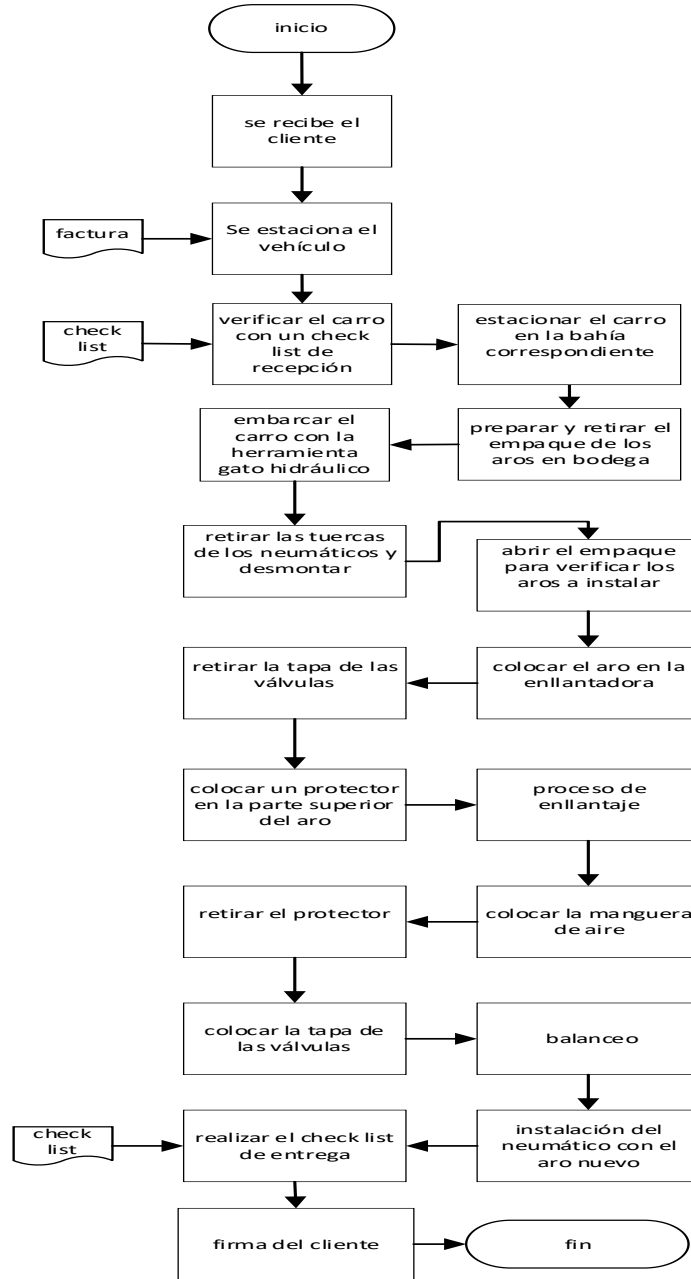 inicio
se recibe el
cliente
factura
Se estaciona el
vehículo
check
list
verificar el carro
con un check
list de
recepción
estacionar el carro
en la bahía
correspondiente
preparar y retirar el
empaque de los
aros en bodega
embarcar el
carro con la
herramienta
gato hidráulico
retirar las tuercas
de los neumáticos y
desmontar
abrir el empaque
para verificar los
aros a instalar
colocar el aro en la
enllantadora
retirar la tapa de las
válvulas
colocar un protector
en la parte superior
del aro
proceso de
enllantaje
colocar la manguera
de aire
retirar el protector
colocar la tapa de
las válvulas
balanceo
instalación del
neumático con el
aro nuevo
check
list
realizar el check list
de entrega
firma del cliente
fin